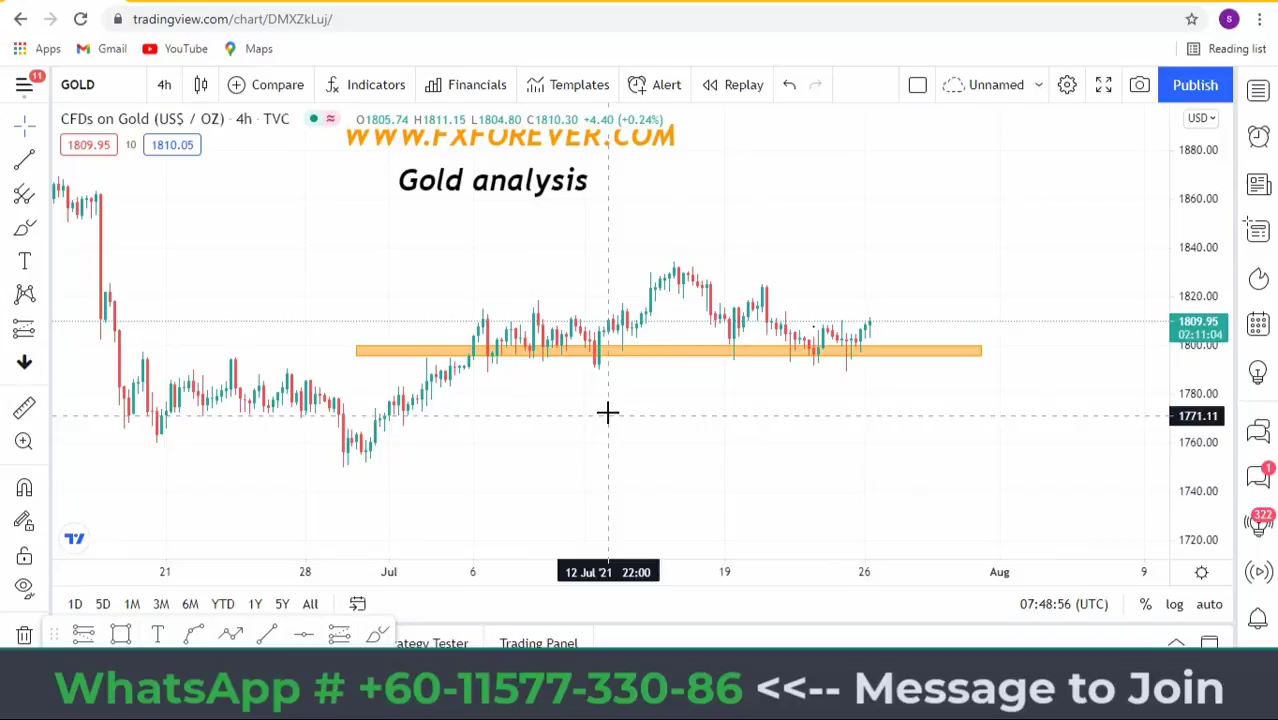 tradingview.com/chart/DMXZkLuj/
S
Apps Gmail YouTube Maps Reading list
11
GOLD 4h Compare Indicators Financials Templates Alert Replay Unnamed Publish
CFDs on Gold (US$ / OZ) · 4h · TVC O1805.74 H1811.15 L1804.80 C1810.30 +4.40 (+0.24%)
USD
1809.95 10 1810.05
WWW.FXFOREVER.COM
Gold analysis
1880.00
1860.00
1840.00
1820.00
1809.95
02:11:04
1800.00
1780.00
1771.11
1760.00
1740.00
1720.00
1
322
21 28 Jul 6 12 Jul '21 22:00 19 26 Aug 9
1D 5D 1M 3M 6M YTD 1Y 5Y All 07:48:56 (UTC) % log auto
ategy Tester Trading Panel
WhatsApp # +60-11577-330-86 <<-- Message to Join